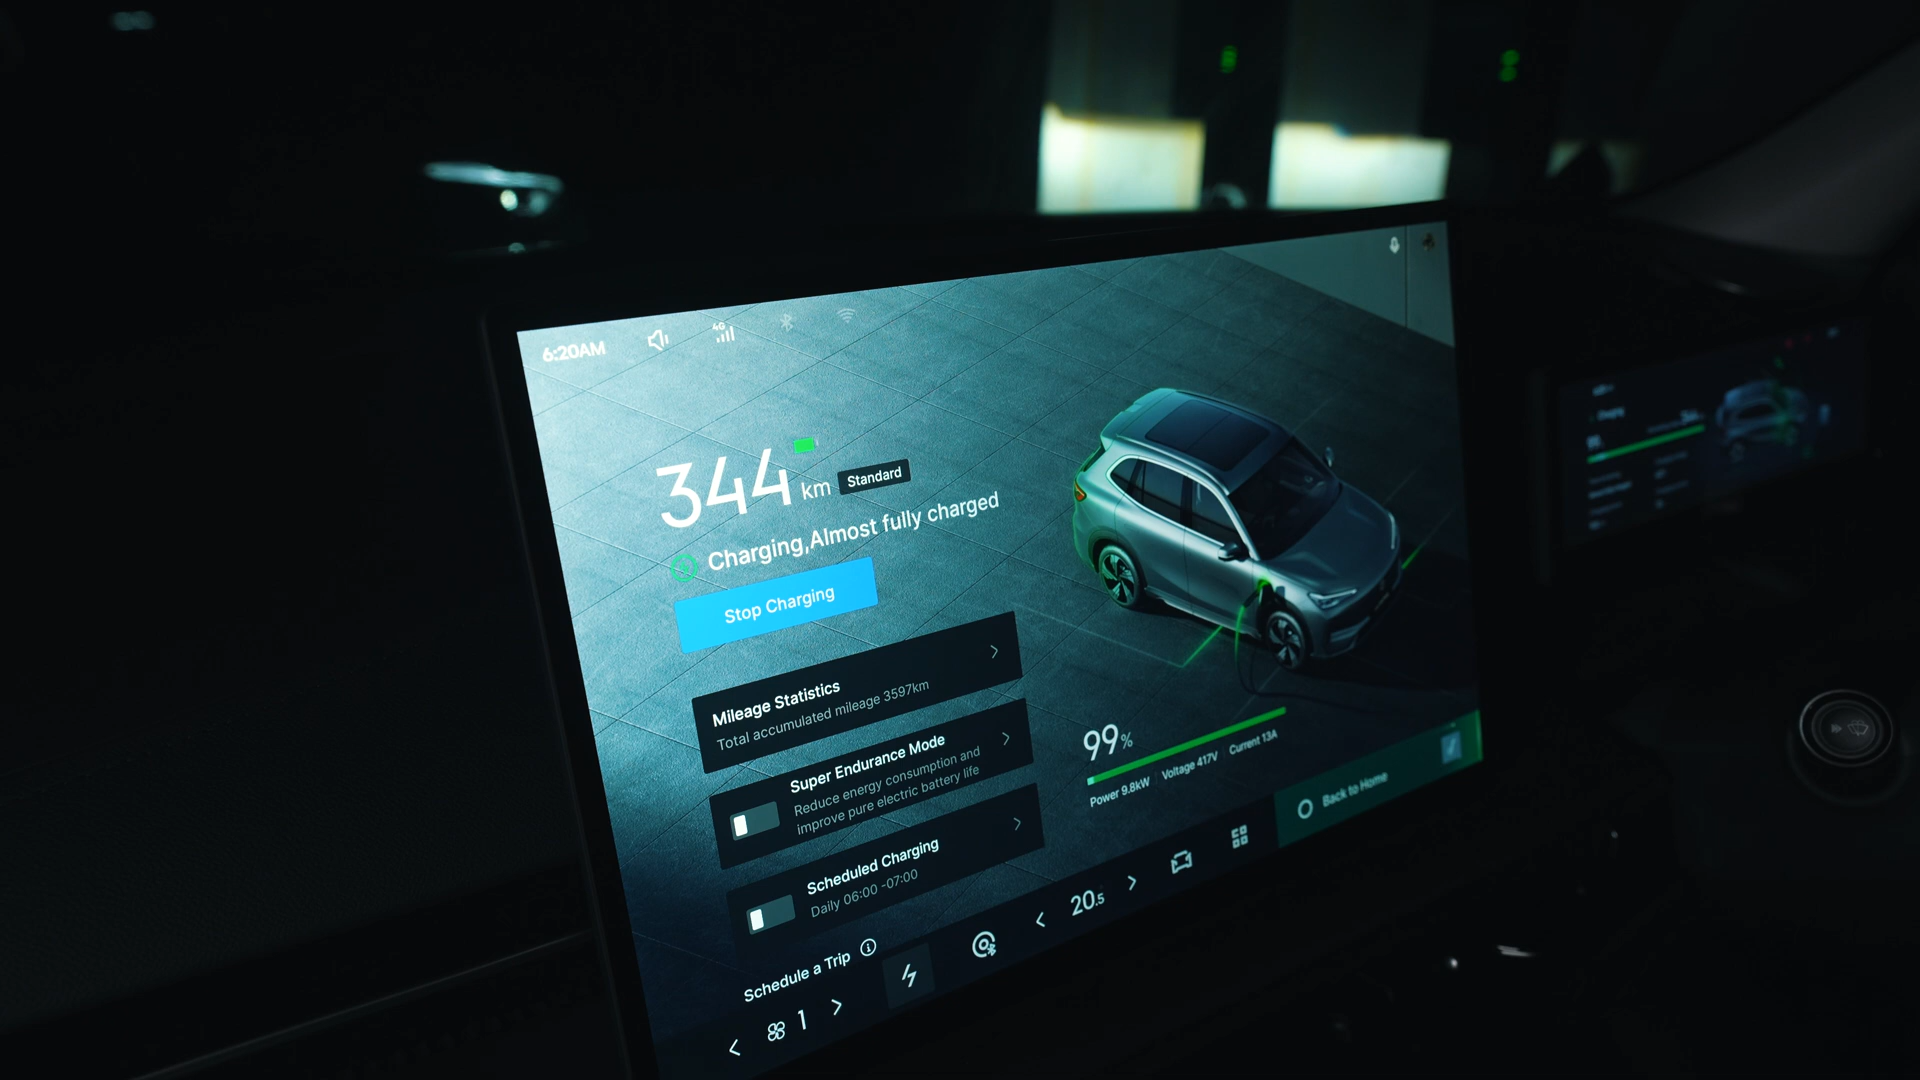 6:20AM
4G
344 km Standard
Charging,Almost fully charged
Stop Charging
Mileage Statistics
Total accumulated mileage 3597km
Super Endurance Mode
Reduce energy consumption and
improve pure electric battery life
Scheduled Charging
Daily 06:00 -07:00
Schedule a Trip
99%
Power 9.8kW Voltage 417V Current 13A
Back to Home
20.5
1
Charging